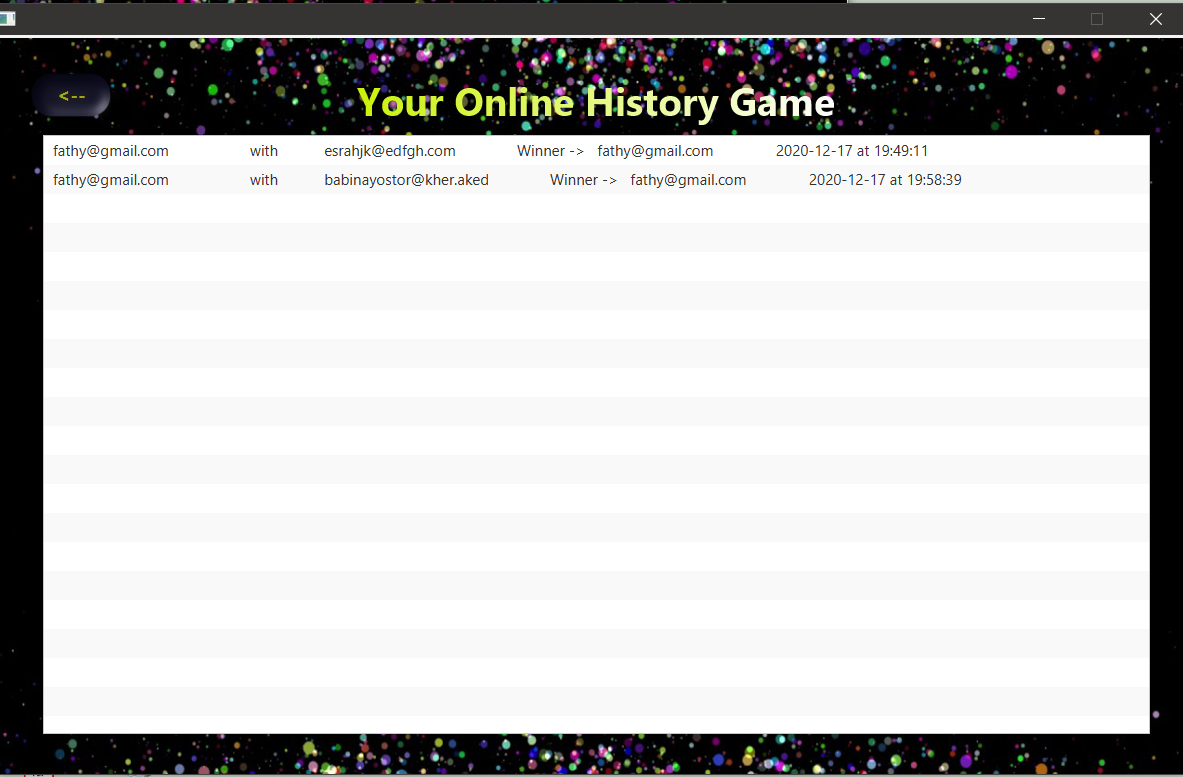 <--
Your Online History Game
fathy@gmail.com with esrahjk@edfgh.com Winner -> fathy@gmail.com 2020-12-17 at 19:49:11
fathy@gmail.com with babinayostor@kher.aked Winner -> fathy@gmail.com 2020-12-17 at 19:58:39